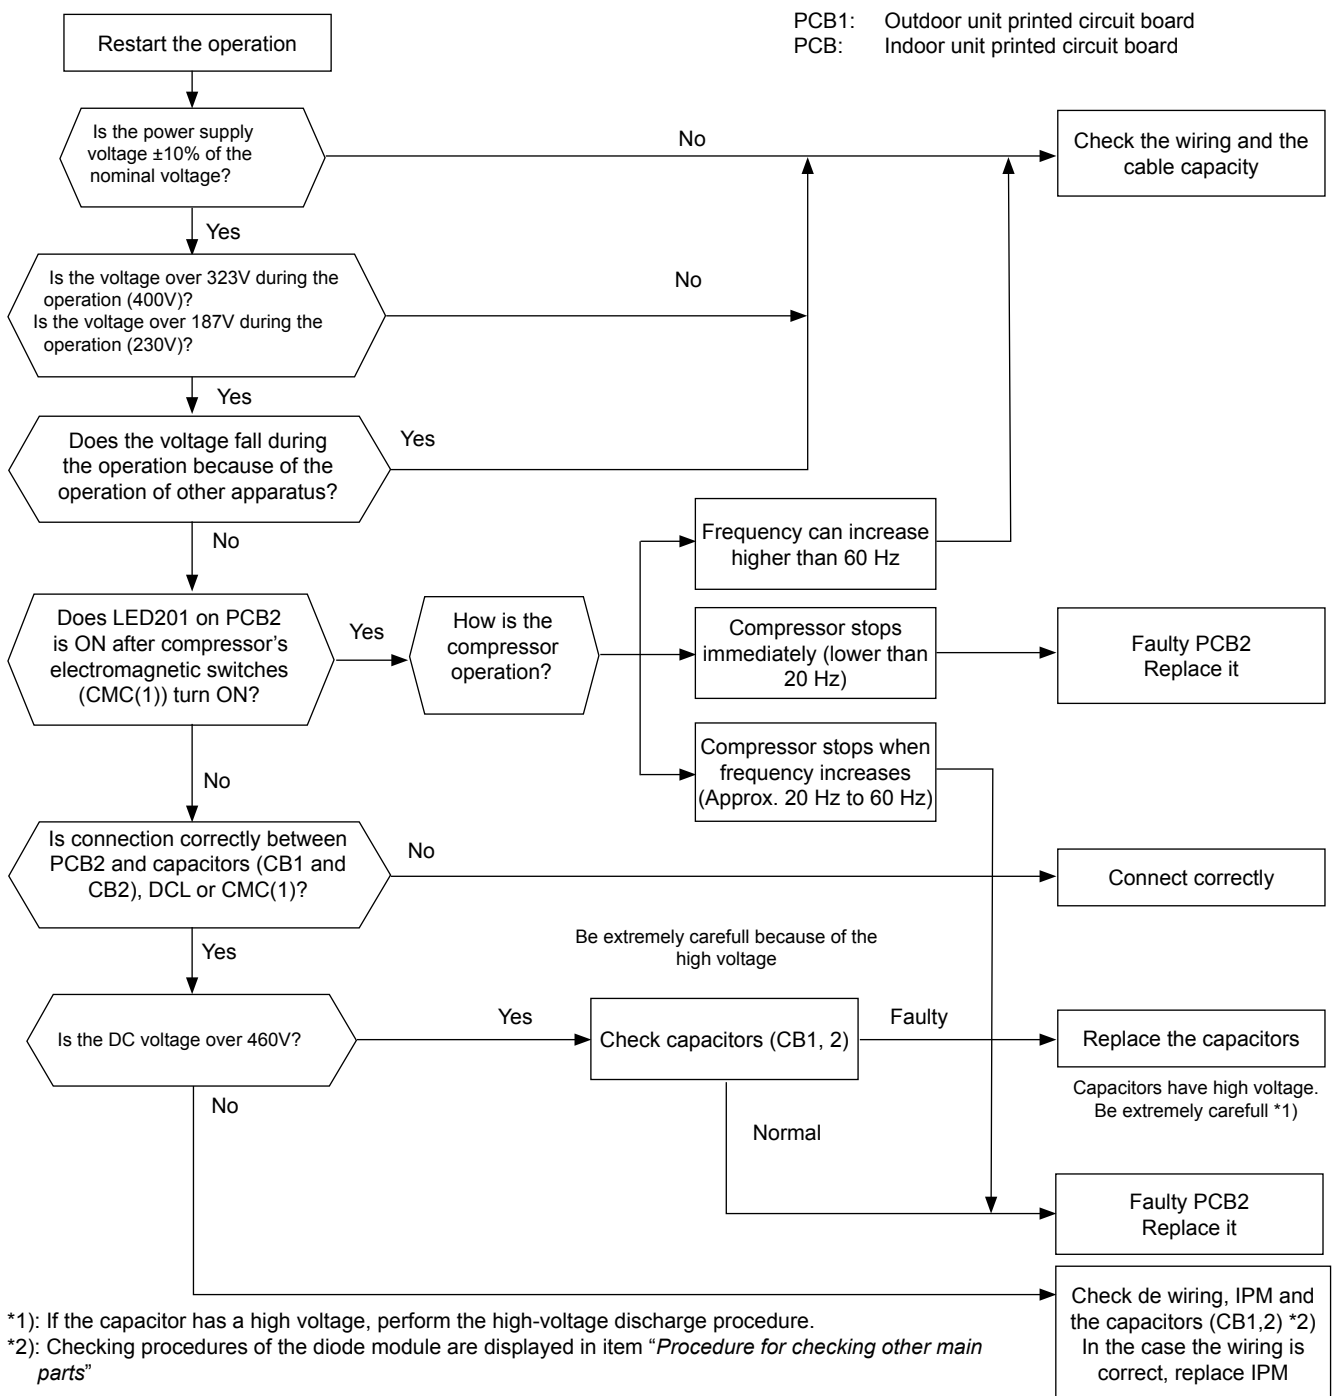 PCB1: Outdoor unit printed circuit board
PCB: Indoor unit printed circuit board
Restart the operation
Is the power supply
voltage ±10% of the
nominal voltage?
No
Check the wiring and the
cable capacity
Yes
Is the voltage over 323V during the
operation (400V)?
Is the voltage over 187V during the
operation (230V)?
No
Yes
Does the voltage fall during
the operation because of the
operation of other apparatus?
Yes
No
Frequency can increase
higher than 60 Hz
Does LED201 on PCB2
is ON after compressor’s
electromagnetic switches
(CMC(1)) turn ON?
Yes
How is the
compressor
operation?
Compressor stops
immediately (lower than
20 Hz)
Faulty PCB2
Replace it
Compressor stops when
frequency increases
(Approx. 20 Hz to 60 Hz)
No
Is connection correctly between
PCB2 and capacitors (CB1 and
CB2), DCL or CMC(1)?
No
Connect correctly
Yes
Be extremely carefull because of the
high voltage
Is the DC voltage over 460V?
Yes
Check capacitors (CB1, 2)
Faulty
Replace the capacitors
Capacitors have high voltage.
Be extremely carefull *1)
No
Normal
Faulty PCB2
Replace it
Check de wiring, IPM and
the capacitors (CB1,2) *2)
In the case the wiring is
correct, replace IPM
*1): If the capacitor has a high voltage, perform the high-voltage discharge procedure.
*2): Checking procedures of the diode module are displayed in item “Procedure for checking other main
parts”